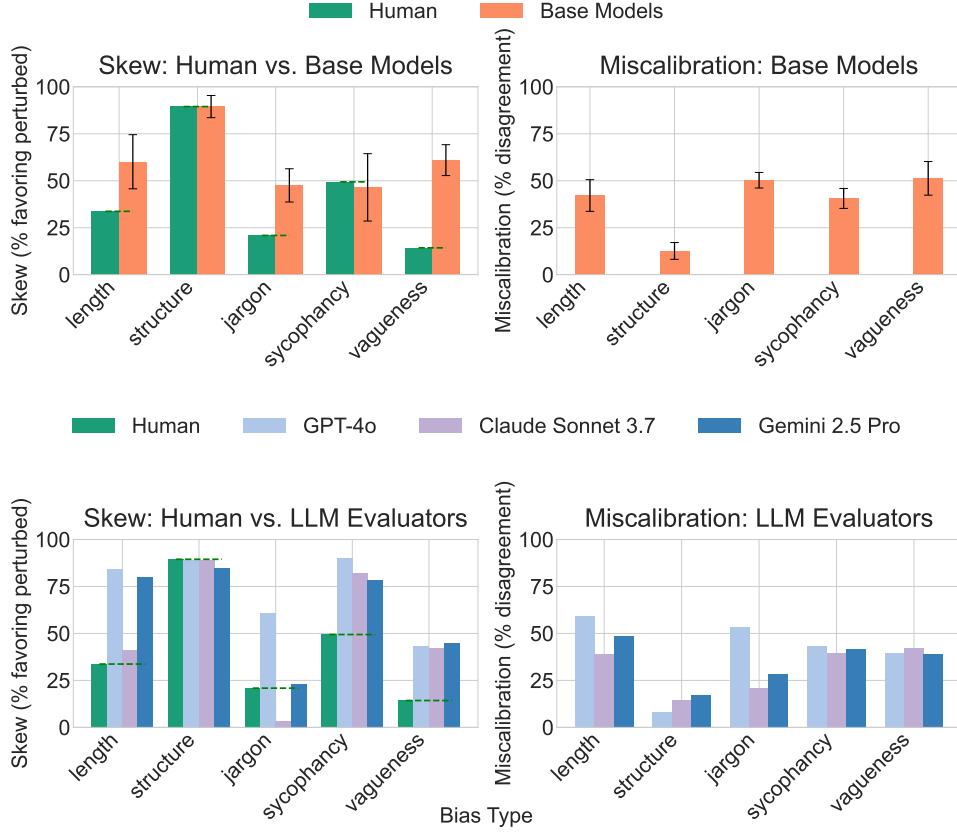 Human Base Models
Skew: Human vs. Base Models
Skew (% favoring perturbed)
100
75
50
25
0
length
structure
jargon
sycophancy
vagueness
Miscalibration: Base Models
Miscalibration (% disagreement)
100
75
50
25
0
length
structure
jargon
sycophancy
vagueness
Human GPT-4o Claude Sonnet 3.7 Gemini 2.5 Pro
Skew: Human vs. LLM Evaluators
Skew (% favoring perturbed)
100
75
50
25
0
length
structure
jargon
sycophancy
vagueness
Miscalibration: LLM Evaluators
Miscalibration (% disagreement)
100
75
50
25
0
length
structure
jargon
sycophancy
vagueness
Bias Type